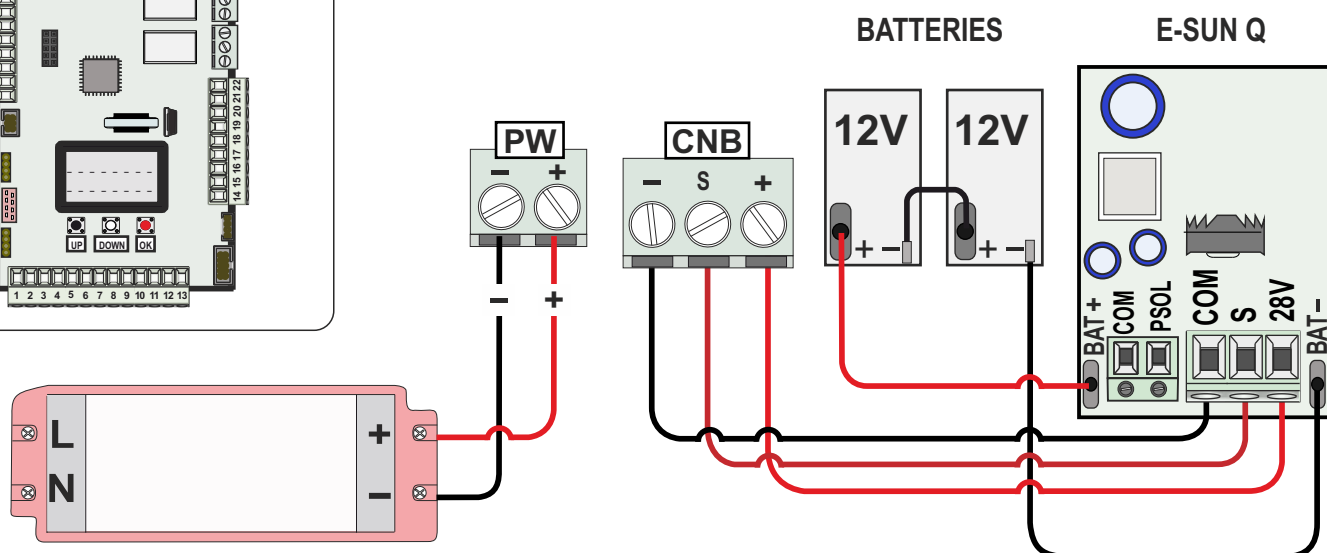 BATTERIES
E-SUN Q
14 15 16 17 18 19 20 21 22
UP
DOWN
OK
1 2 3 4 5 6 7 8 9 10 11 12 13
PW
- +
- +
CNB
- S +
12V
12V
+ -
+ -
BAT+
COM
PSOL
COM
S
28V
BAT-
L
N
+
-